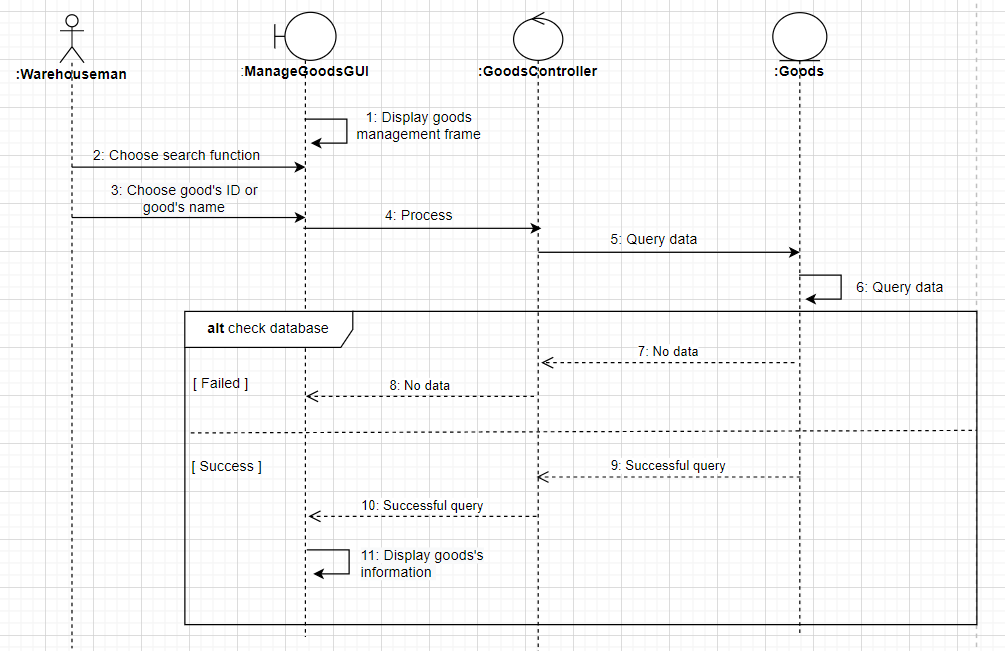 :Warehouseman
:ManageGoodsGUI
:GoodsController
:Goods
1: Display goods
management frame
2: Choose search function
3: Choose good's ID or
good's name
4: Process
5: Query data
6: Query data
alt check database
7: No data
[ Failed ]
8: No data
[ Success ]
9: Successful query
10: Successful query
11: Display goods's
information